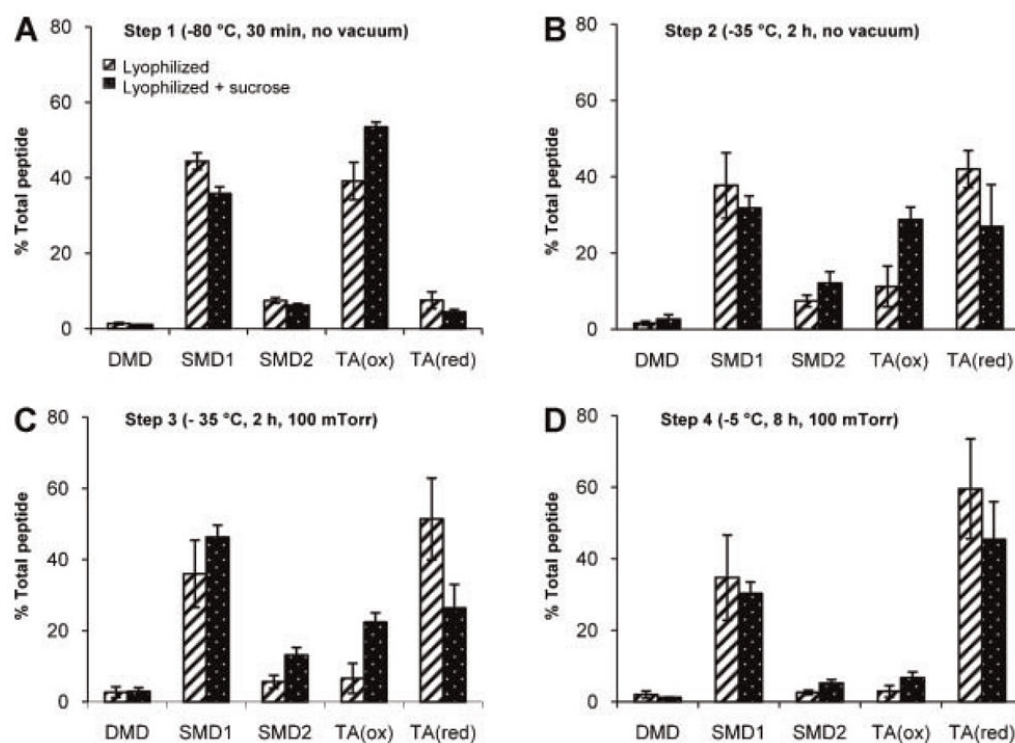 A
Step 1 (-80 °C, 30 min, no vacuum)
Lyophilized
Lyophilized + sucrose
% Total peptide
80
60
40
20
0
DMD SMD1 SMD2 TA(ox) TA(red)
B
Step 2 (-35 °C, 2 h, no vacuum)
% Total peptide
80
60
40
20
0
DMD SMD1 SMD2 TA(ox) TA(red)
C
Step 3 (- 35 °C, 2 h, 100 mTorr)
% Total peptide
80
60
40
20
0
DMD SMD1 SMD2 TA(ox) TA(red)
D
Step 4 (-5 °C, 8 h, 100 mTorr)
% Total peptide
80
60
40
20
0
DMD SMD1 SMD2 TA(ox) TA(red)